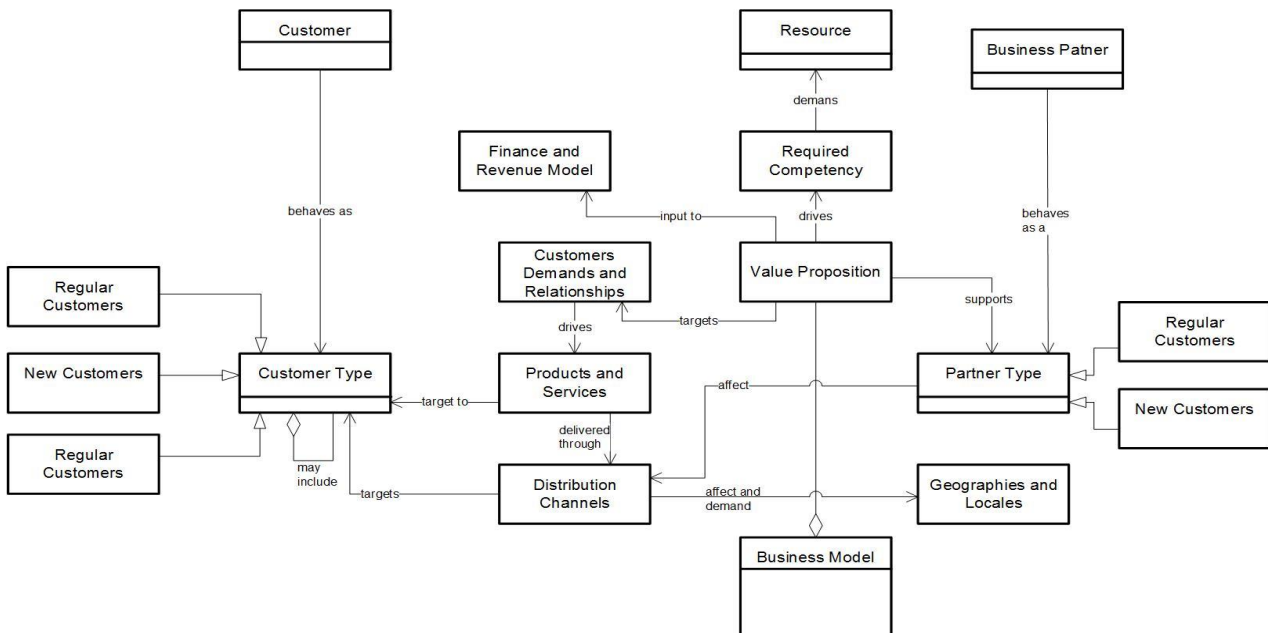 Customer
Resource
Business Patner
demans
Finance and
Revenue Model
Required
Competency
behaves as
input to
drives
behaves
as a
Customers
Demands and
Relationships
Value Proposition
Regular
Customers
supports
drives
targets
Regular
Customers
New Customers
Customer Type
Products and
Services
affect
Partner Type
target to
New Customers
delivered
through
Regular
Customers
may
include
targets
Distribution
Channels
affect and
demand
Geographies and
Locales
Business Model